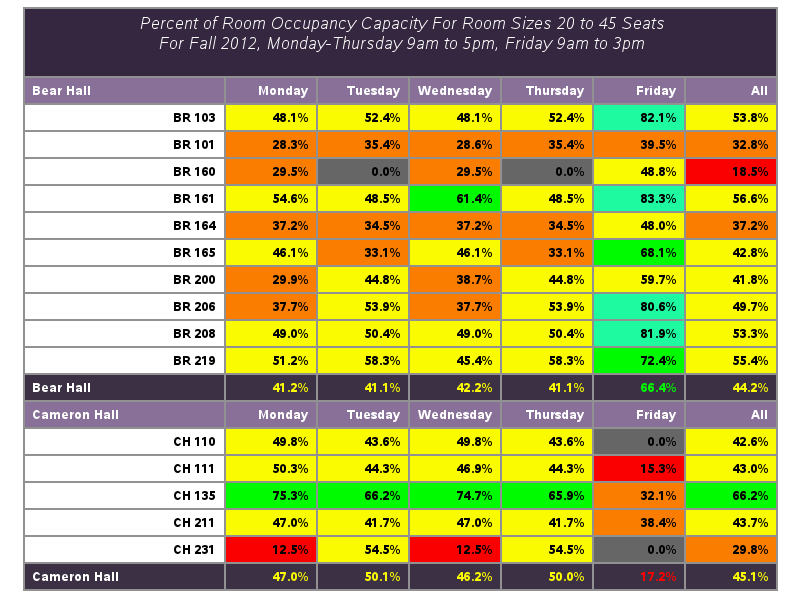 Percent of Room Occupancy Capacity For Room Sizes 20 to 45 Seats
For Fall 2012, Monday-Thursday 9am to 5pm, Friday 9am to 3pm
Bear Hall Monday Tuesday Wednesday Thursday Friday All
BR 103 48.1% 52.4% 48.1% 52.4% 82.1% 53.8%
BR 101 28.3% 35.4% 28.6% 35.4% 39.5% 32.8%
BR 160 29.5% 0.0% 29.5% 0.0% 48.8% 18.5%
BR 161 54.6% 48.5% 61.4% 48.5% 83.3% 56.6%
BR 164 37.2% 34.5% 37.2% 34.5% 48.0% 37.2%
BR 165 46.1% 33.1% 46.1% 33.1% 68.1% 42.8%
BR 200 29.9% 44.8% 38.7% 44.8% 59.7% 41.8%
BR 206 37.7% 53.9% 37.7% 53.9% 80.6% 49.7%
BR 208 49.0% 50.4% 49.0% 50.4% 81.9% 53.3%
BR 219 51.2% 58.3% 45.4% 58.3% 72.4% 55.4%
Bear Hall 41.2% 41.1% 42.2% 41.1% 66.4% 44.2%
Cameron Hall Monday Tuesday Wednesday Thursday Friday All
CH 110 49.8% 43.6% 49.8% 43.6% 0.0% 42.6%
CH 111 50.3% 44.3% 46.9% 44.3% 15.3% 43.0%
CH 135 75.3% 66.2% 74.7% 65.9% 32.1% 66.2%
CH 211 47.0% 41.7% 47.0% 41.7% 38.4% 43.7%
CH 231 12.5% 54.5% 12.5% 54.5% 0.0% 29.8%
Cameron Hall 47.0% 50.1% 46.2% 50.0% 17.2% 45.1%